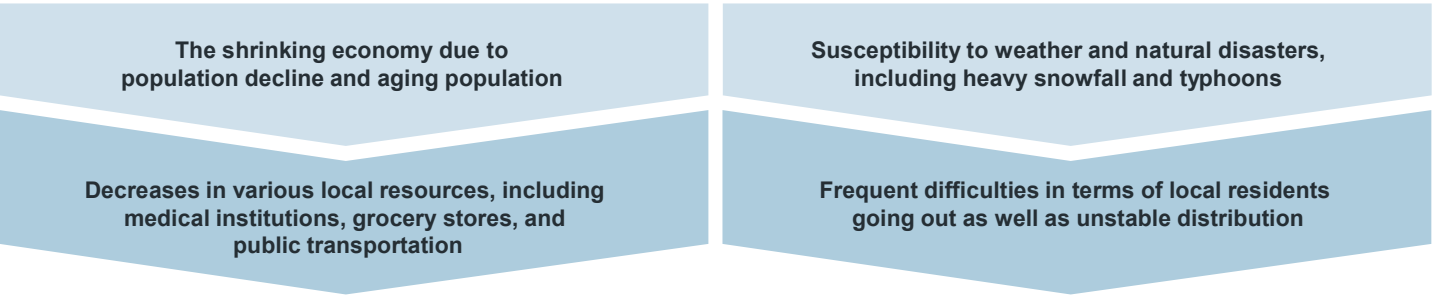 The shrinking economy due to
population decline and aging population
Decreases in various local resources, including
medical institutions, grocery stores, and
public transportation
Susceptibility to weather and natural disasters,
including heavy snowfall and typhoons
Frequent difficulties in terms of local residents
going out as well as unstable distribution